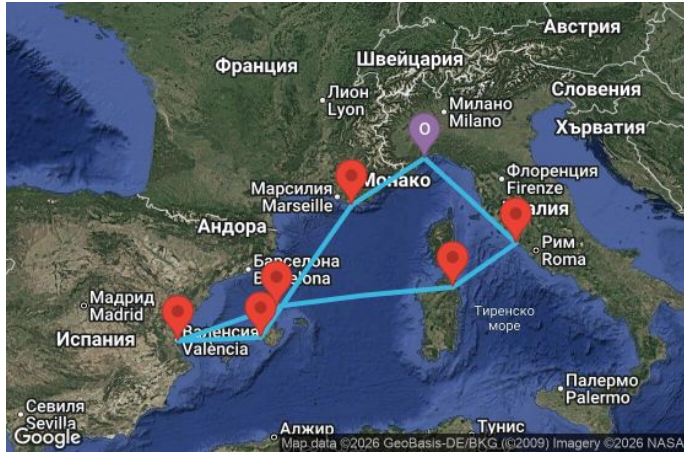 Австрия
Швейцария
Франция
Лион
Lyon
Милано
Milano
Словения
Хърватия
O
Монако
Флоренция
Firenze
Марсилия
Marseille
алия
Андора
Рим
Roma
Барселона
Мадрид
Madrid
Тиренско
море
Валенсия
València
Испания
Палермо
Palermo
Севиля
Sevilla
Алжир
Тунис
Google
Map data ©2026 GeoBasis-DE/BKG (©2009) Imagery ©2026 NASA